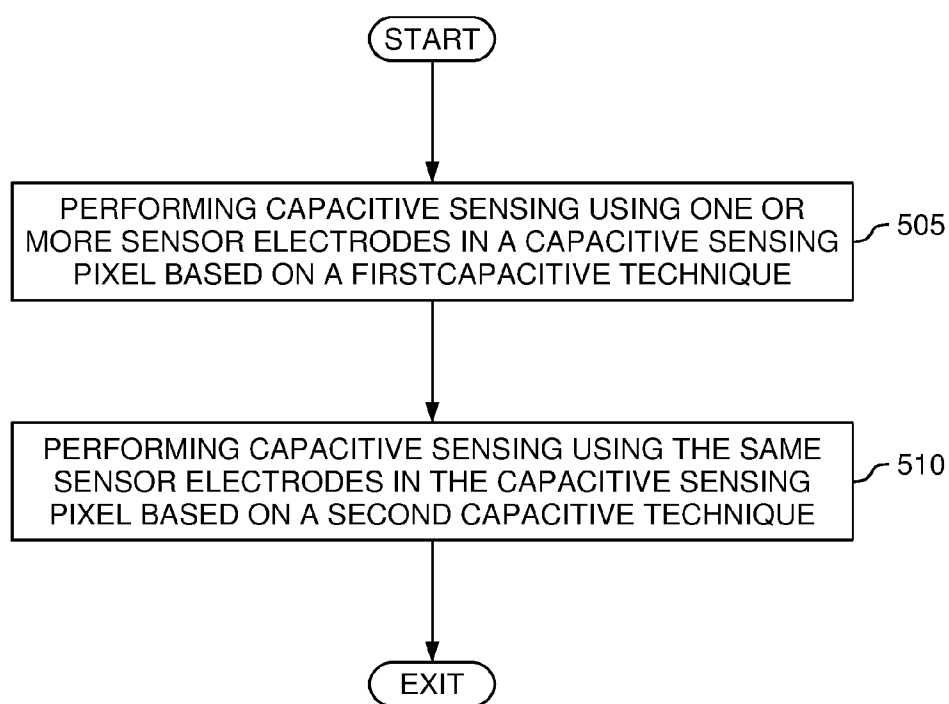 START
PERFORMING CAPACITIVE SENSING USING ONE OR
MORE SENSOR ELECTRODES IN A CAPACITIVE SENSING
PIXEL BASED ON A FIRSTCAPACITIVE TECHNIQUE
505
PERFORMING CAPACITIVE SENSING USING THE SAME
SENSOR ELECTRODES IN THE CAPACITIVE SENSING
PIXEL BASED ON A SECOND CAPACITIVE TECHNIQUE
510
EXIT